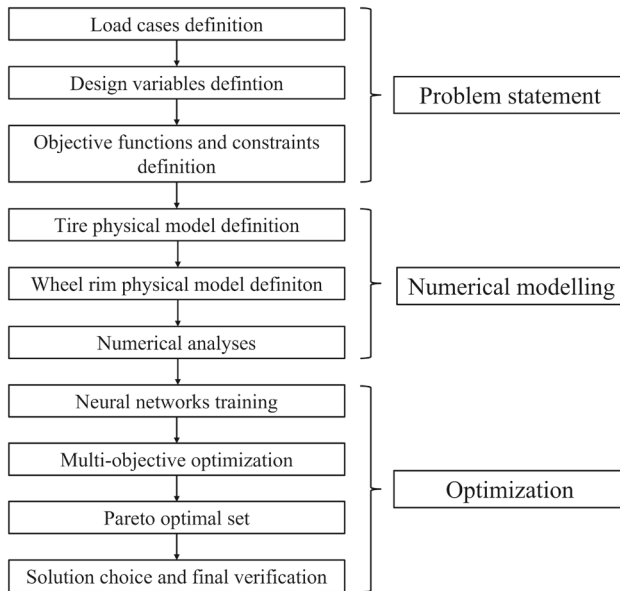 Load cases definition
Design variables defintion
Objective functions and constraints
definition
Problem statement
Tire physical model definition
Wheel rim physical model definiton
Numerical analyses
Numerical modelling
Neural networks training
Multi-objective optimization
Pareto optimal set
Solution choice and final verification
Optimization